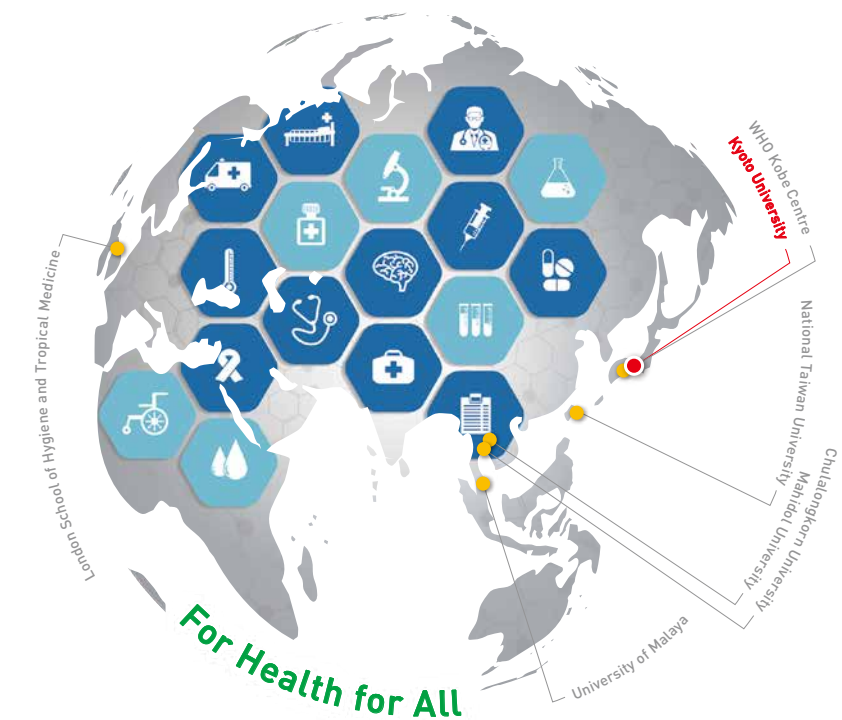 WHO Kobe Centre
Kyoto University
National Taiwan University
Chulalongkorn University
Mahidol University
University of Malaya
London School of Hygiene and Tropical Medicine
For Health for All